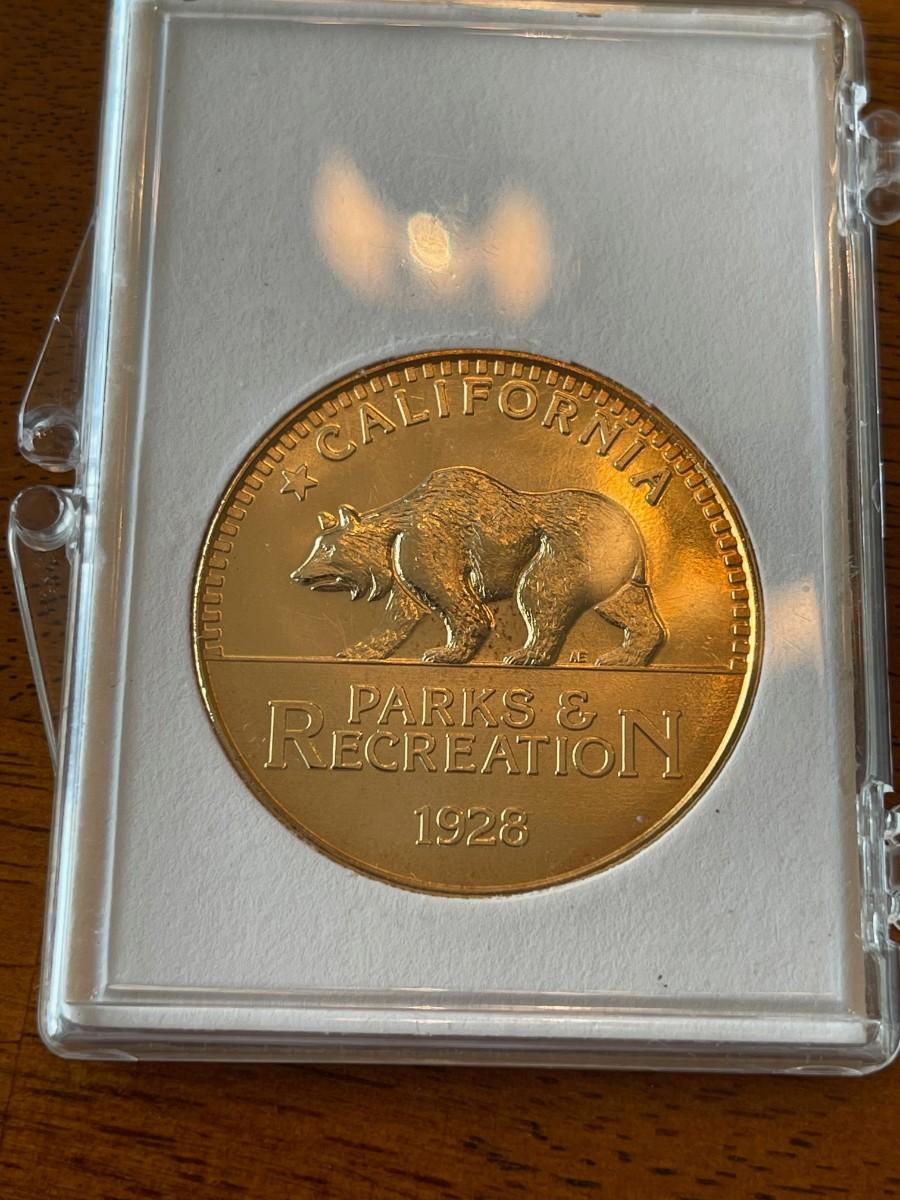 CALIFORNIA
AE
PARKS &
RECREATION
1928